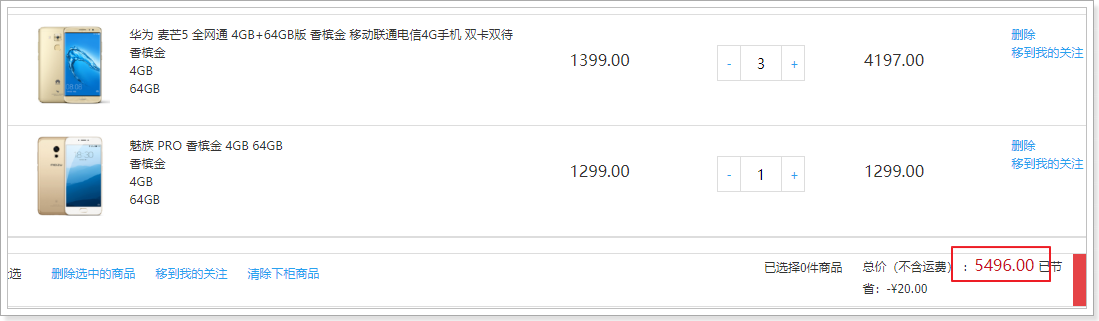 华为 麦芒5 全网通 4GB+64GB版 香槟金 移动联通电信4G手机 双卡双待
香槟金
4GB
64GB
1399.00
- 3 +
4197.00
删除
移到我的关注
魅族 PRO 香槟金 4GB 64GB
香槟金
4GB
64GB
1299.00
- 1 +
1299.00
删除
移到我的关注
选 删除选中的商品 移到我的关注 清除下柜商品
已选择0件商品
总价（不含运费）：5496.00 已节
省：-¥20.00